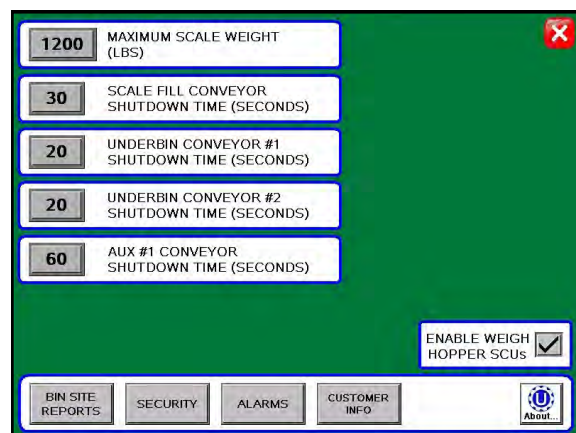 1200 MAXIMUM SCALE WEIGHT
(LBS)
30 SCALE FILL CONVEYOR
SHUTDOWN TIME (SECONDS)
20 UNDERBIN CONVEYOR #1
SHUTDOWN TIME (SECONDS)
20 UNDERBIN CONVEYOR #2
SHUTDOWN TIME (SECONDS)
60 AUX #1 CONVEYOR
SHUTDOWN TIME (SECONDS)
ENABLE WEIGH
HOPPER SCUs
BIN SITE
REPORTS
SECURITY
ALARMS
CUSTOMER
INFO
U
About...